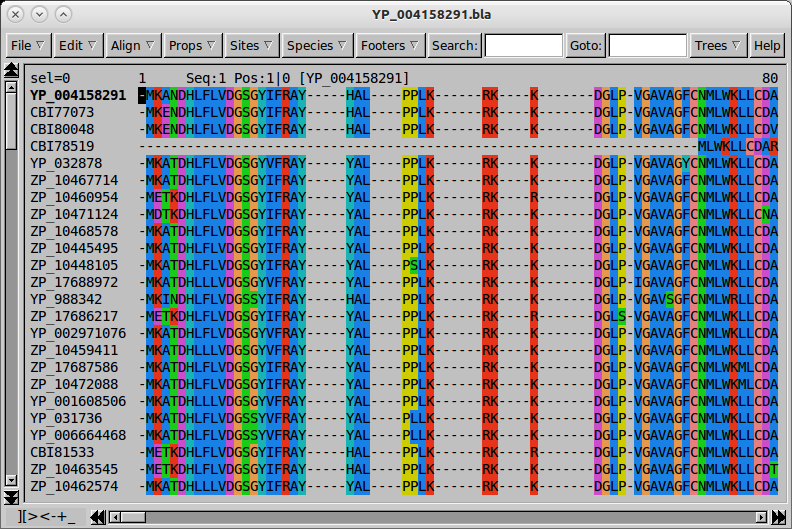 YP_004158291.bla
File Edit Align Props Sites Species Footers Search: Goto: Trees Help
sel=0 1 Seq:1 Pos:1|0 [YP_004158291] 80
YP_004158291 -MKANDHLFLVDGSGYIFRAY-----HAL----PPLK------RK----K-------DGLP-VGAVAGFCNMLWKLLCDA
CBI77073 -MKENDHLFLVDGSGYIFRAY-----HAL----PPLK------RK----K-------DGLP-VGAVAGFCNMLWKLLCDA
CBI80048 -MKENDHLFLVDGSGYIFRAY-----HAL----PPLK------RK----K-------DGLP-VGAVAGFCNMLWKLLCDV
CBI78519 ----------------------------------------------------------------------MLWKLLCDAR
YP_032878 -MKATDHLFLVDGSGYVFRAY-----YAL----PPLK------RK----K-------DGLP-VGAVAGYCNMLWKLLCDA
ZP_10467714 -MKATDHLFLVDGSGYIFRAY-----YAL----PPLK------RK----K-------DGLP-VGAVAGFCNMLWKLLCDA
ZP_10460954 -METKDHLFLVDGSGYIFRAY-----YAL----PPLK------RK----R-------DGLP-VGAVAGFCNMLWKLLCDA
ZP_10471124 -MDTKDHLFLVDGSGYIFRAY-----YAL----PPLK------RK----R-------DGLP-VGAVAGFCNMLWKLLCNA
ZP_10468578 -MKATDHLFLVDGSGYIFRAY-----YAL----PPLK------RK----K-------DGLP-VGAVAGFCNMLWKLLCDA
ZP_10445495 -MKATDHLFLVDGSGYIFRAY-----YAL----PPLK------RK----K-------DGLP-VGAVAGFCNMLWKLLCDA
ZP_10448105 -MKATDHLFLVDGSGYIFRAY-----YAL----PSLK------RK----K-------DGLP-VGAVAGFCNMLWKLLCDA
ZP_17688972 -MKATDHLLLVDGSGYIFRAY-----YAL----PPLK------RK----K-------DGLP-IGAVAGFCNMLWKLLCDA
YP_988342 -MKINDHLFLVDGSSYIFRAY-----HAL----PPLK------RK----K-------DGLP-VGAVSGFCNMLWRLLCDA
ZP_17686217 -METKDHLFLVDGSGYIFRAY-----YAL----PPLK------RK----R-------DGLS-VGAVAGFCNMLWKLLCDA
YP_002971076 -MKATDHLLLVDGSGYVFRAY-----YAL----PPLK------RK----K-------DGLP-VGAVAGFCNMLWKLLCDA
ZP_10459411 -MKATDHLLLVDGSGYIFRAY-----YAL----PPLK------RK----K-------DGLP-VGAVAGFCNMLWKLLCDA
ZP_17687586 -MKATDHLFLVDGSGYIFRAY-----YAL----PPLK------RK----K-------DGLP-VGAVAGFCNMLWKMLCDA
ZP_10472088 -MKATDHLFLVDGSGYIFRAY-----YAL----PPLK------RK----K-------DGLP-VGAVAGFCNMLWKMLCDA
YP_001608506 -MKATDHLLLVDGSGYVFRAY-----YAL----PPLK------RK----K-------DGLP-VGAVAGFCNMLWKLLCDA
YP_031736 -MKATDHLFLVDGSSYVFRAY-----YAL----PLLK------RK----K-------DGLP-VGAVAGFCNMLWKLLCDA
YP_006664468 -MKATDHLFLVDGSSYVFRAY-----YAL----PLLK------RK----K-------DGLP-VGAVAGFCNMLWKLLCDA
CBI81533 -METKDHLFLVDGSGYIFRAY-----HAL----PPLK------RK----R-------DGLP-VGAVAGFCNMLWKLLCDA
ZP_10463545 -METKDHLFLVDGSGYIFRAY-----HAL----PPLK------RK----K-------DGLP-VGAVAGFCNMLWKLLCDT
ZP_10462574 -MKATDHLLLVDGSGYIFRAY-----YAL----PPLK------RK----K-------DGLP-VGAVAGFCNMLWKLLCDA
][><-+_